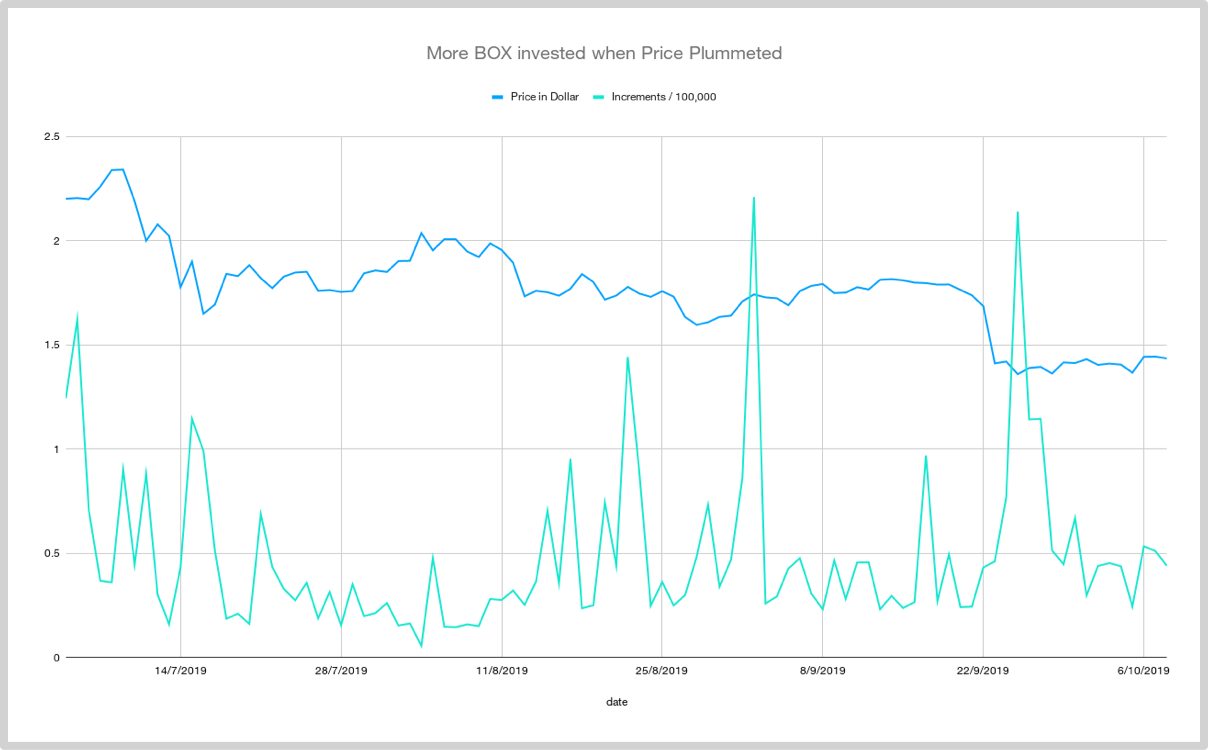 More BOX invested when Price Plummeted
Price in Dollar Increments / 100,000
2.5
2
1.5
1
0.5
0
14/7/2019 28/7/2019 11/8/2019 25/8/2019 8/9/2019 22/9/2019 6/10/2019
date